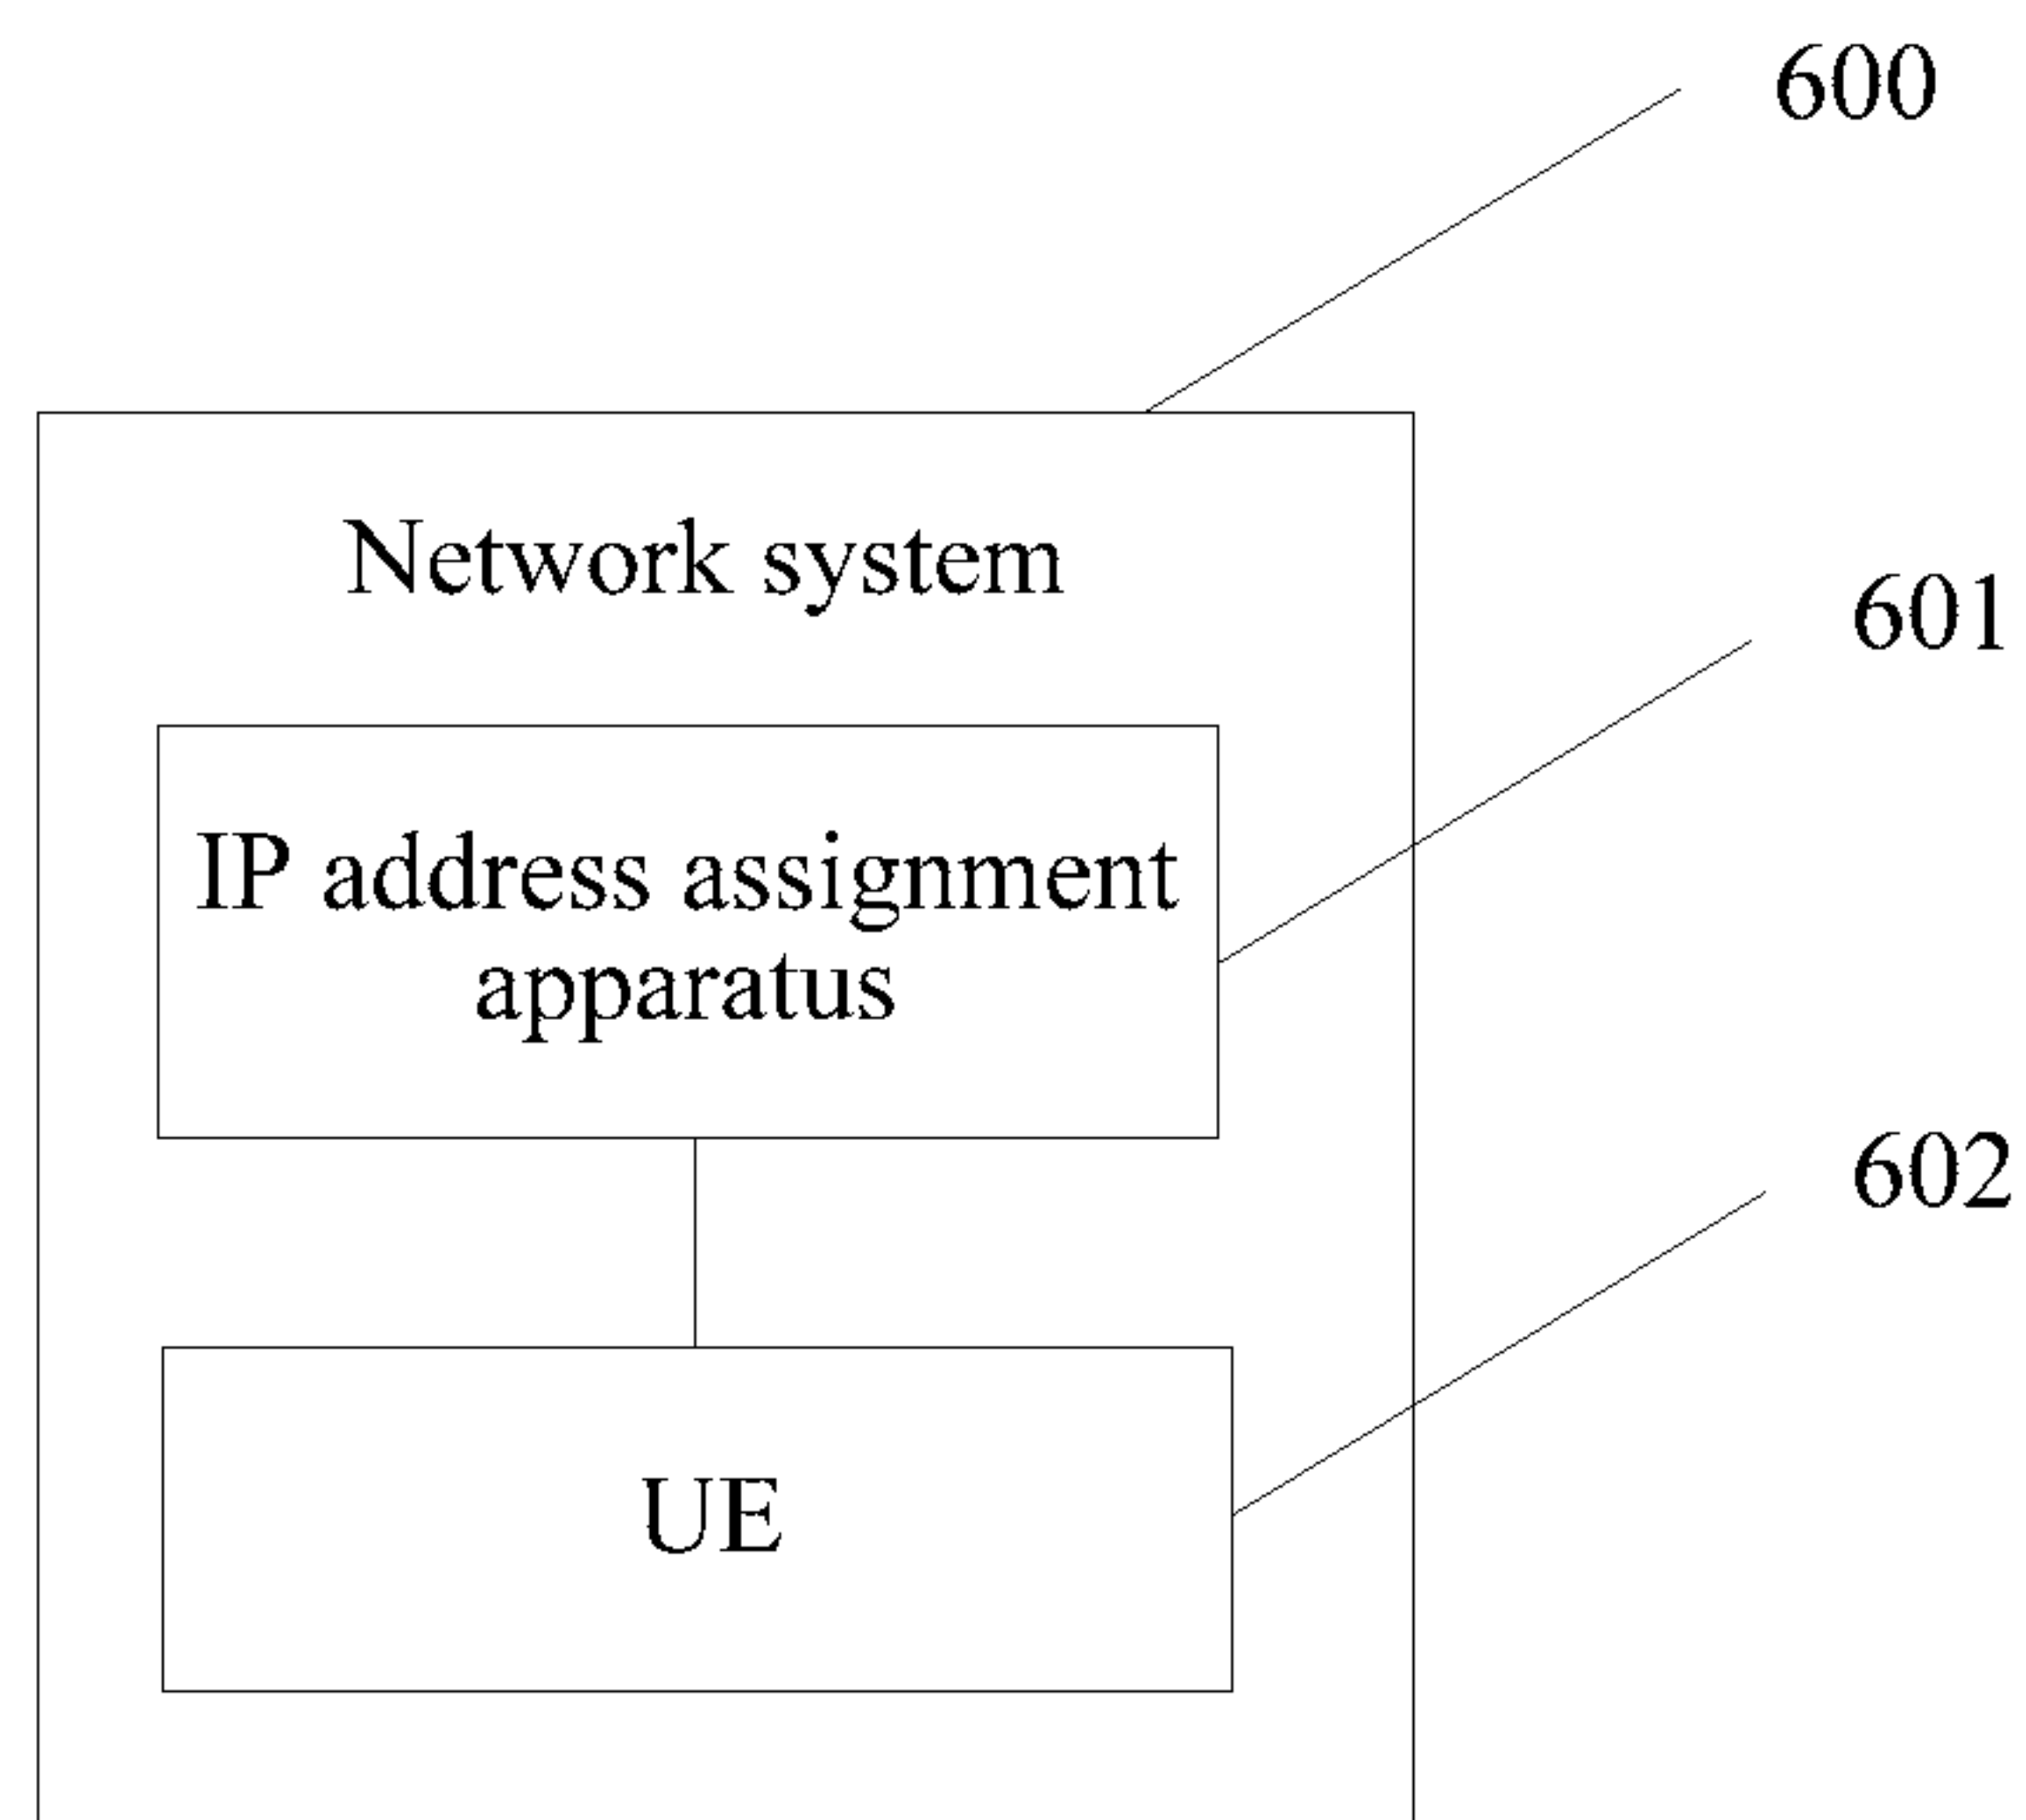 600
Network system
601
IP address assignment
apparatus
602
UE